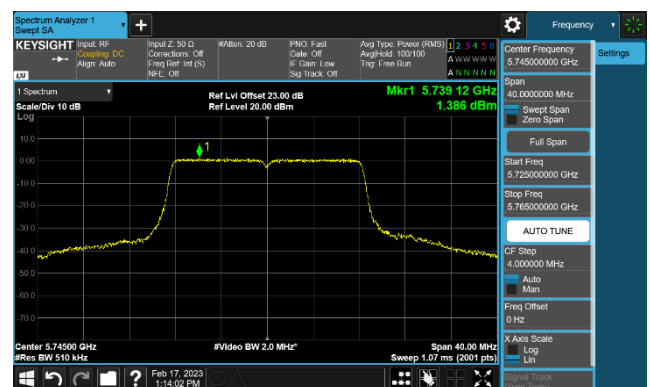 Spectrum Analyzer 1
Swept SA
+
Frequency
KEYSIGHT
Input: RF
Coupling: DC
Align: Auto
LXI
Input Z: 50 Ω
Corrections: Off
Freq Ref: Int (S)
NFE: Off
#Atten: 20 dB
PNO: Fast
Gate: Off
IF Gain: Low
Sig Track: Off
Avg Type: Power (RMS)
Avg|Hold: 100/100
Trig: Free Run
1 2 3 4 5 6
A W W W W W
A N N N N N
1 Spectrum
Scale/Div 10 dB
Log
Ref Lvl Offset 23.00 dB
Ref Level 20.00 dBm
Mkr1 5.739 12 GHz
1.386 dBm
1
10.0
0.00
-10.0
-20.0
-30.0
-40.0
-50.0
-60.0
-70.0
Center 5.74500 GHz
#Res BW 510 kHz
#Video BW 2.0 MHz*
Span 40.00 MHz
Sweep 1.07 ms (2001 pts)
Feb 17, 2023
1:14:02 PM
?
Center Frequency
5.745000000 GHz
Settings
Span
40.0000000 MHz
Swept Span
Zero Span
Full Span
Start Freq
5.725000000 GHz
Stop Freq
5.765000000 GHz
AUTO TUNE
CF Step
4.000000 MHz
Auto
Man
Freq Offset
0 Hz
X Axis Scale
Log
Lin
Signal Track